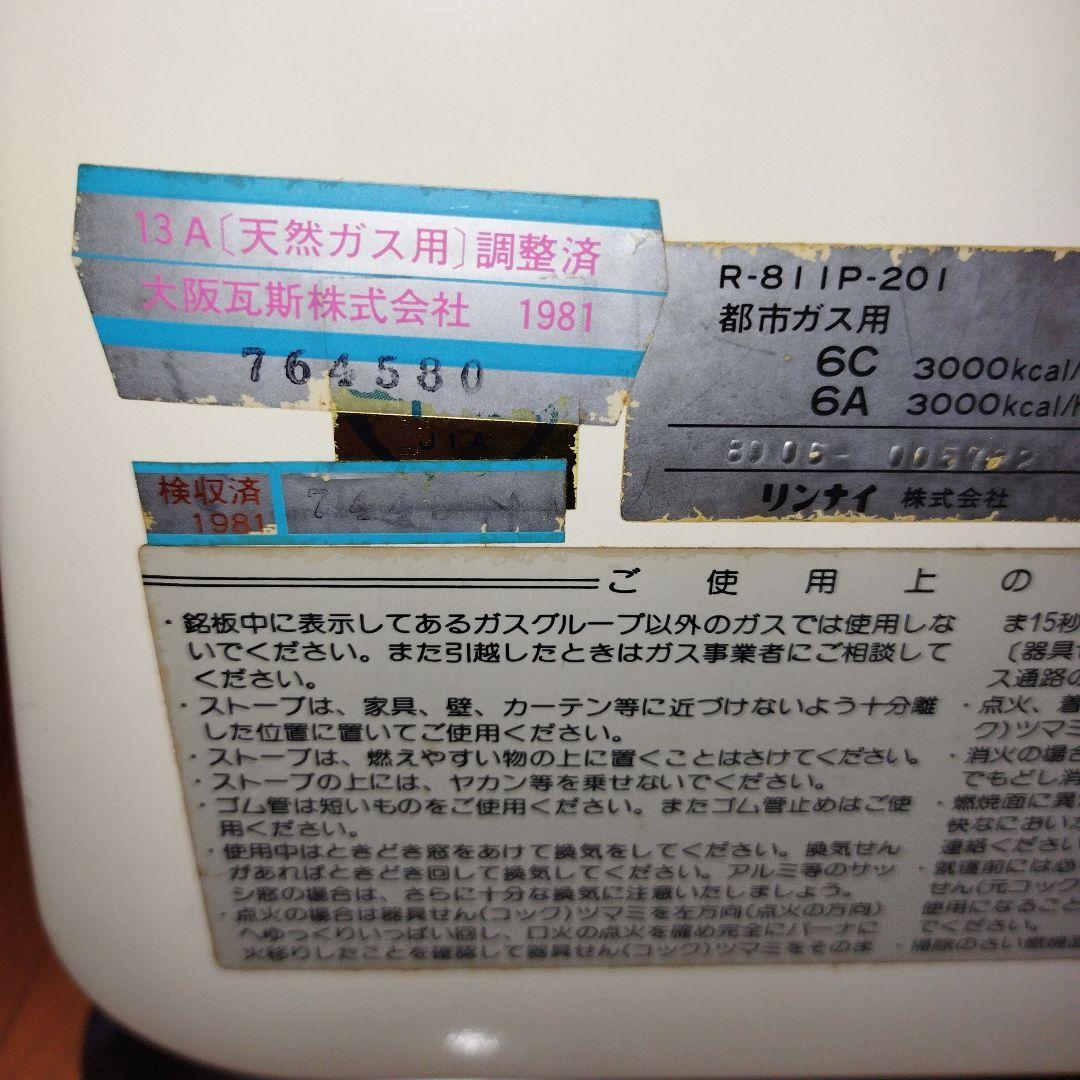 13A〔天然ガス用〕調整済
大阪瓦斯株式会社 1981
764580
JIA
検収済
1981
R-811P-201
都市ガス用
6C 3000kcal/
6A 3000kcal/h
80.06-
リンナイ 株式会社
ご使用上の
・銘板中に表示してあるガスグループ以外のガスでは使用しな
いでください。また引越したときはガス事業者にご相談して
ください。
・ストーブは、家具、壁、カーテン等に近づけないよう十分離
した位置に置いてご使用ください。
・ストーブは、燃えやすい物の上に置くことはさけてください。
・ストーブの上には、ヤカン等を乗せないでください。
・ゴム管は短いものをご使用ください。またゴム管止めはご使
用ください。
・使用中はときどき窓をあけて換気をしてください。換気せん
があればときどき回して換気してください。アルミ等のサッ
シ窓の場合は、さらに十分な換気に注意いたしましょう。
・点火の場合は器具せん(コック)ツマミを左方向(点火の方向)
へゆっくりいっぱい回し、口火の点火を確め完全にバーナに
火移りしたことを確認して器具せん(コック)ツマミをそのま
ま15秒
〔器具
ス通路の
・点火、着
ク)ツマミ
・消火の場合
でもどし消
・燃焼面に異
快なにおい
連絡ください
・就寝前には必
せん(元コック
使用になること
でください。
・掃除のさい燃焼